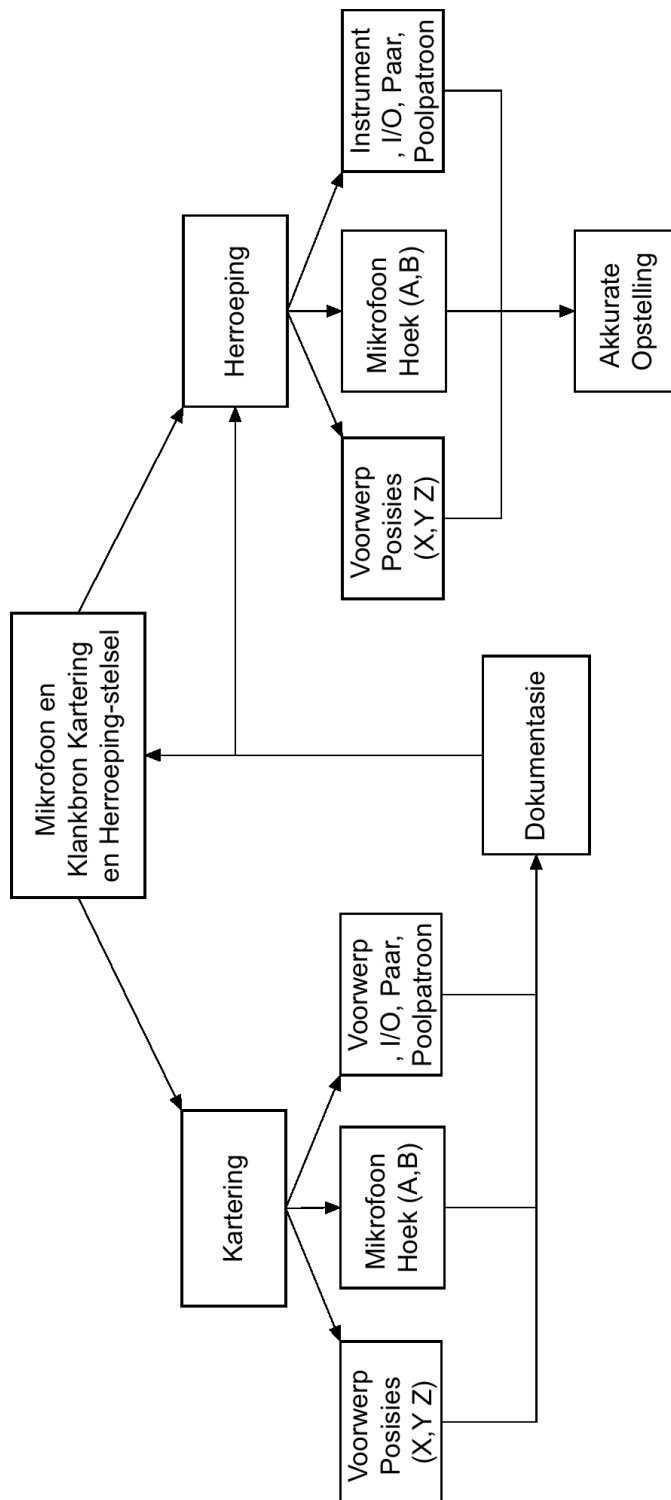 Mikrofoon en
Klankbron Kartering
en Herroeping-stelsel
Kartering
Herroeping
Voorwerp
Posisies
(X,Y Z)
Mikrofoon
Hoek (A,B)
Voorwerp
, I/O, Paar,
Poolpatroon
Voorwerp
Posisies
(X,Y Z)
Mikrofoon
Hoek (A,B)
Instrument
, I/O, Paar,
Poolpatroon
Dokumentasie
Akkurate
Opstelling